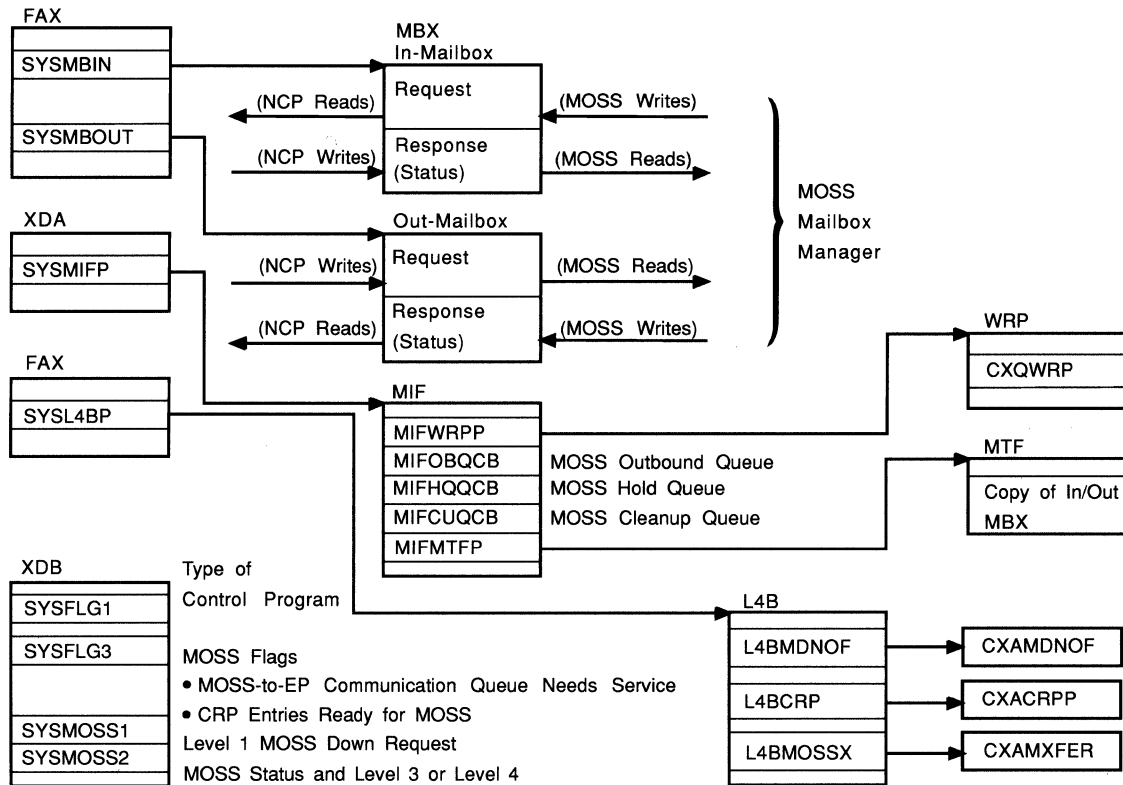 FAX
SYSMBIN
SYSMBOUT
MBX
In-Mailbox
Request
(NCP Reads)
(MOSS Writes)
Response
(Status)
(NCP Writes)
(MOSS Reads)
MOSS
Mailbox
Manager
XDA
SYSMIFP
Out-Mailbox
Request
(NCP Writes)
(MOSS Reads)
Response
(Status)
(NCP Reads)
(MOSS Writes)
FAX
SYSL4BP
MIF
MIFWRPP
MIFOBQCB MOSS Outbound Queue
MIFHQQCB MOSS Hold Queue
MIFCUQCB MOSS Cleanup Queue
MIFMTFP
WRP
CXQWRP
MTF
Copy of In/Out
MBX
XDB
SYSFLG1
Type of
Control Program
SYSFLG3
MOSS Flags
• MOSS-to-EP Communication Queue Needs Service
• CRP Entries Ready for MOSS
SYSMOSS1
Level 1 MOSS Down Request
SYSMOSS2
MOSS Status and Level 3 or Level 4
L4B
L4BMDNOF
CXAMDNOF
L4BCRP
CXACRPP
L4BMOSSX
CXAMXFER